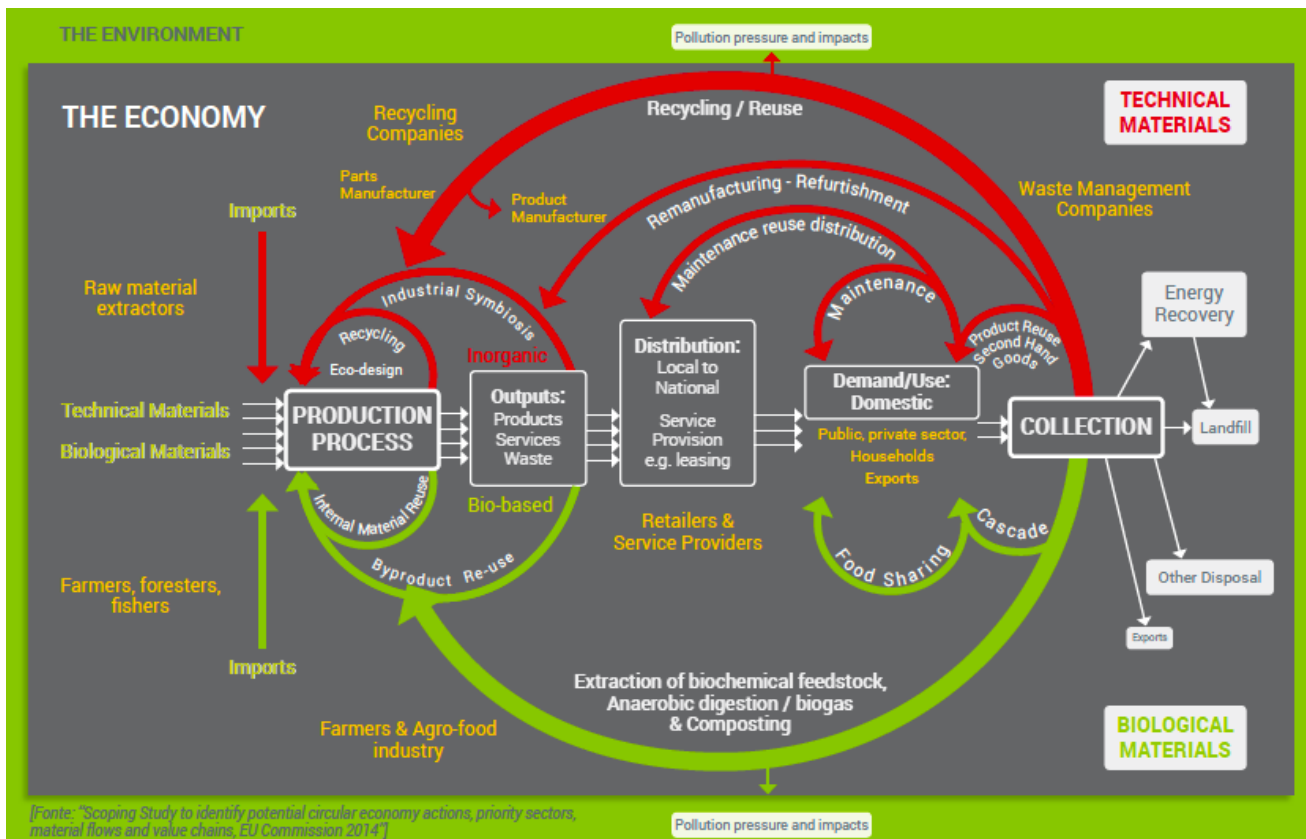 THE ENVIRONMENT
Pollution pressure and impacts
THE ECONOMY
Recycling
Companies
Recycling / Reuse
TECHNICAL
MATERIALS
Parts
Manufacturer
Product
Manufacturer
Remanufacturing - Refurtishment
Waste Management
Companies
Imports
Maintenance reuse distribution
Raw material
extractors
Industrial Symbiosis
Maintenance
Energy
Recovery
Recycling
Eco-design
Inorganic
Product Reuse
Second Hand
Goods
Technical Materials
Biological Materials
PRODUCTION
PROCESS
Outputs:
Products
Services
Waste
Distribution:
Local to
National
Service
Provision
e.g. leasing
Demand/Use:
Domestic
Public, private sector,
Households
Exports
COLLECTION
Landfill
Internal Material Reuse
Bio-based
Byproduct Re-use
Retailers &
Service Providers
Food Sharing
Cascade
Other Disposal
Exports
Farmers, foresters,
fishers
Imports
Extraction of biochemical feedstock,
Anaerobic digestion / biogas
& Composting
Farmers & Agro-food
industry
BIOLOGICAL
MATERIALS
[Fonte: "Scoping Study to identify potential circular economy actions, priority sectors,
material flows and value chains, EU Commission 2014"]
Pollution pressure and impacts